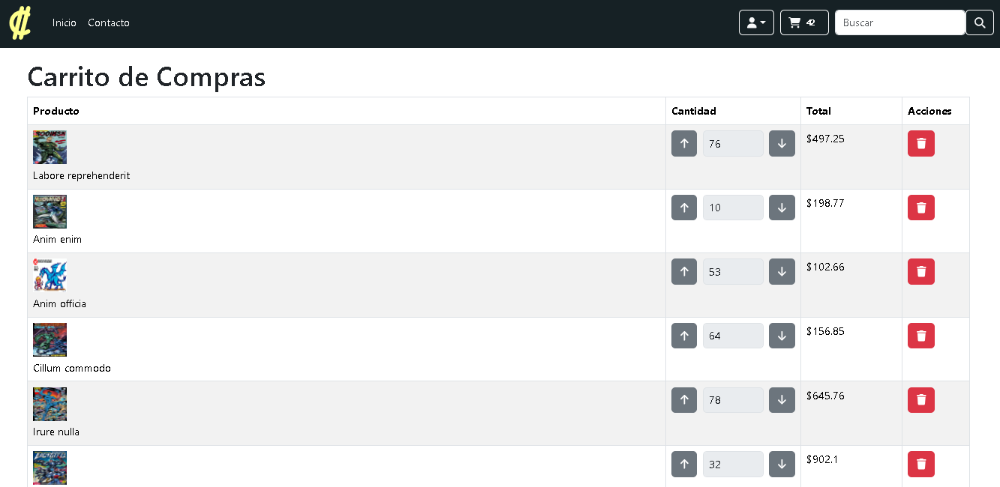 Inicio Contacto 42 Buscar
Carrito de Compras
Producto Cantidad Total Acciones
76 $497.25
Labore reprehenderit
10 $198.77
Anim enim
53 $102.66
Anim officia
64 $156.85
Cillum commodo
78 $645.76
Irure nulla
32 $902.1